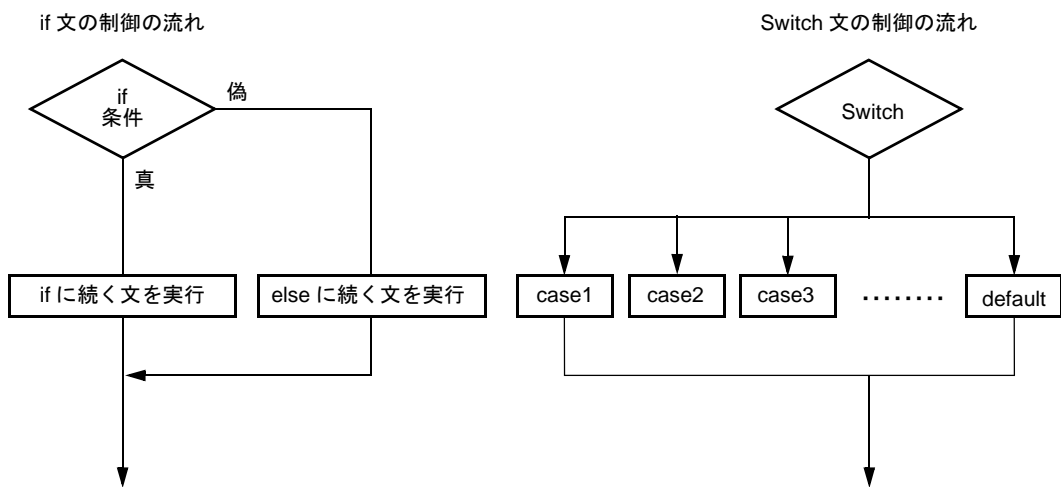 if 文の制御の流れ
if
条件
偽
真
if に続く文を実行
else に続く文を実行
Switch 文の制御の流れ
Switch
case1
case2
case3
........
default